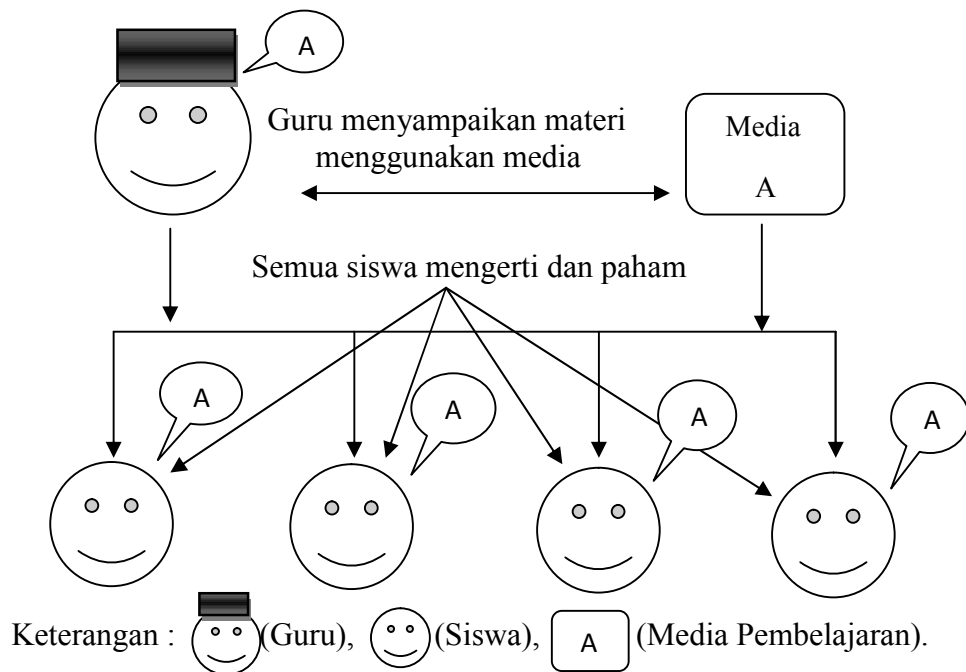 A
Guru menyampaikan materi
menggunakan media
Media
A
Semua siswa mengerti dan paham
A
A
A
A
Keterangan : (Guru), (Siswa), A (Media Pembelajaran).